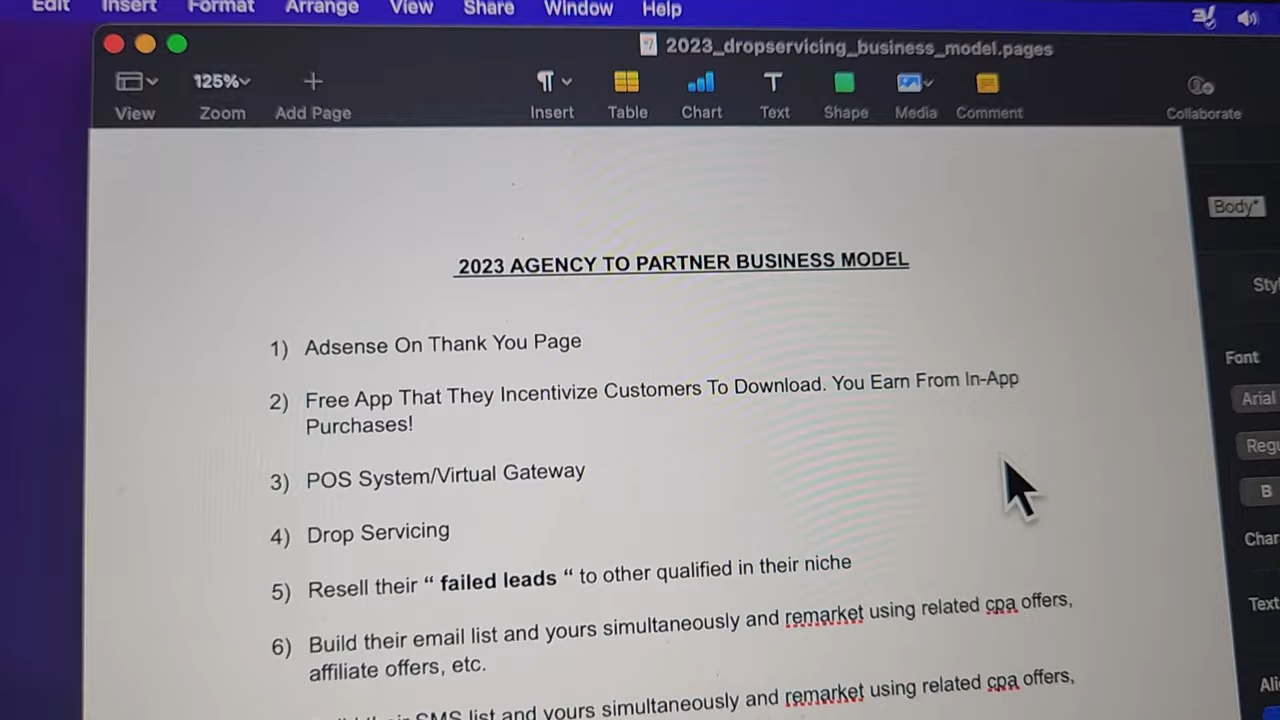 Edit Insert Format Arrange View Share Window Help
2023_dropservicing_business_model.pages
125%
View Zoom Add Page Insert Table Chart Text Shape Media Comment Collaborate
Body*
2023 AGENCY TO PARTNER BUSINESS MODEL
Font
1) Adsense On Thank You Page
2) Free App That They Incentivize Customers To Download. You Earn From In-App
Purchases!
Arial
3) POS System/Virtual Gateway
B
4) Drop Servicing
5) Resell their “ failed leads “ to other qualified in their niche
Text
6) Build their email list and yours simultaneously and remarket using related cpa offers,
affiliate offers, etc.
SMS list and yours simultaneously and remarket using related cpa offers,